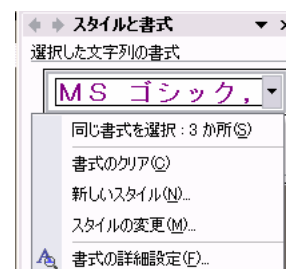 スタイルと書式
選択した文字列の書式
ＭＳ ゴシック,
同じ書式を選択 : 3 か所(S)
書式のクリア(C)
新しいスタイル(N)...
スタイルの変更(M)...
書式の詳細設定(F)...